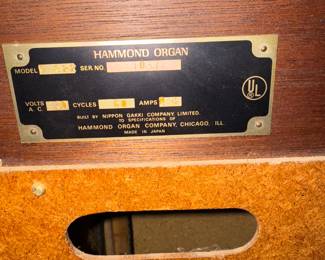 HAMMOND ORGAN
MODEL SER NO.
VOLTS CYCLES AMPS
A. C.
UL
BUILT BY NIPPON GAKKI COMPANY LIMITED.
TO SPECIFICATIONS OF
HAMMOND ORGAN COMPANY, CHICAGO, ILL.
MADE IN JAPAN